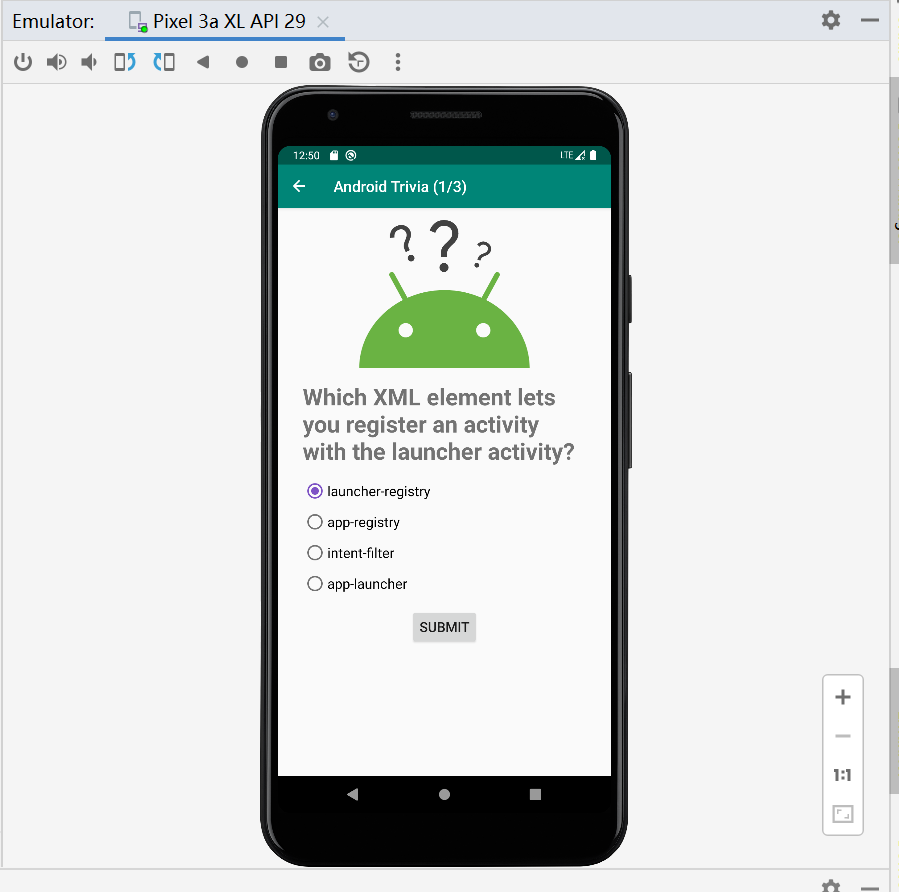 Emulator: Pixel 3a XL API 29
12:50 LTE
Android Trivia (1/3)
? ? ?
Which XML element lets
you register an activity
with the launcher activity?
launcher-registry
app-registry
intent-filter
app-launcher
SUBMIT
1:1